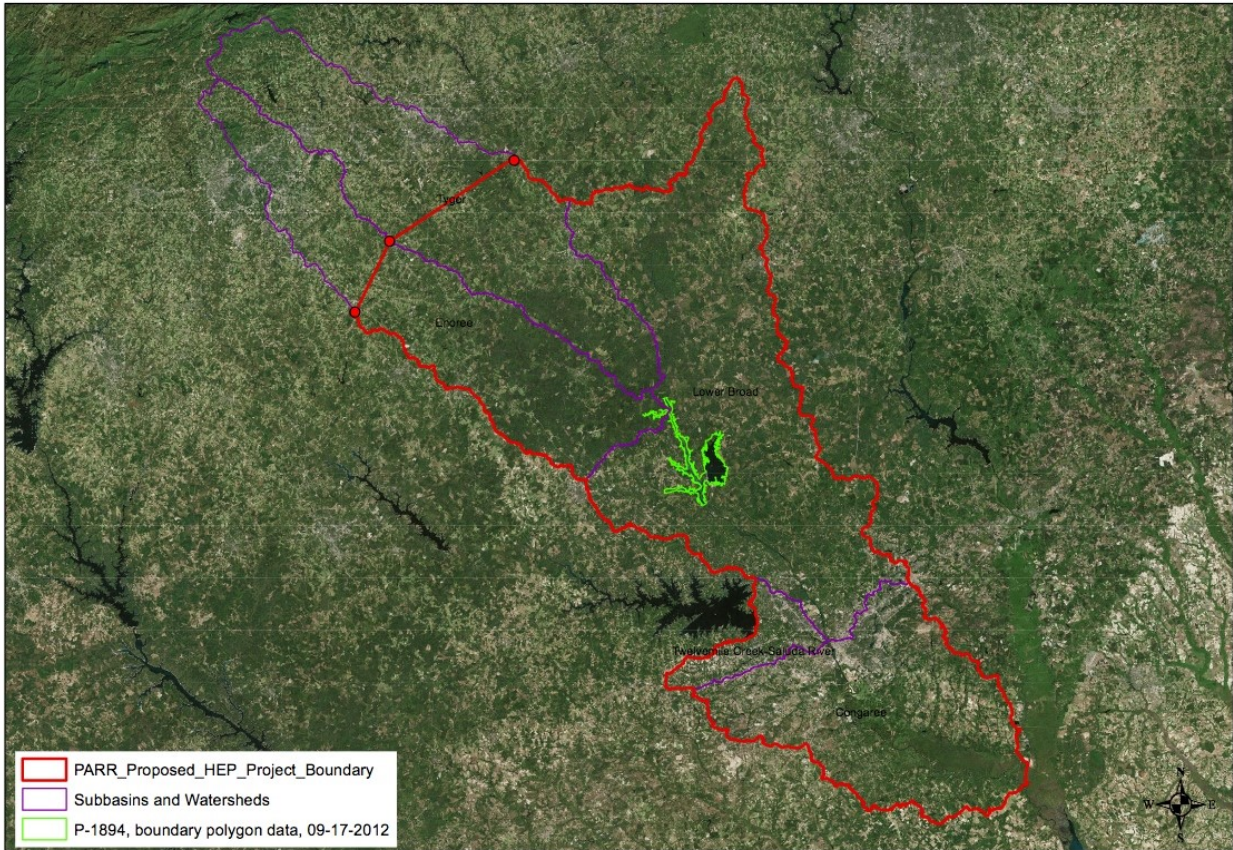 Tyger
Enoree
Lower Broad
Twelvemile Creek-Saluda River
Congaree
PARR_Proposed_HEP_Project_Boundary
Subbasins and Watersheds
P-1894, boundary polygon data, 09-17-2012
N
W E
S